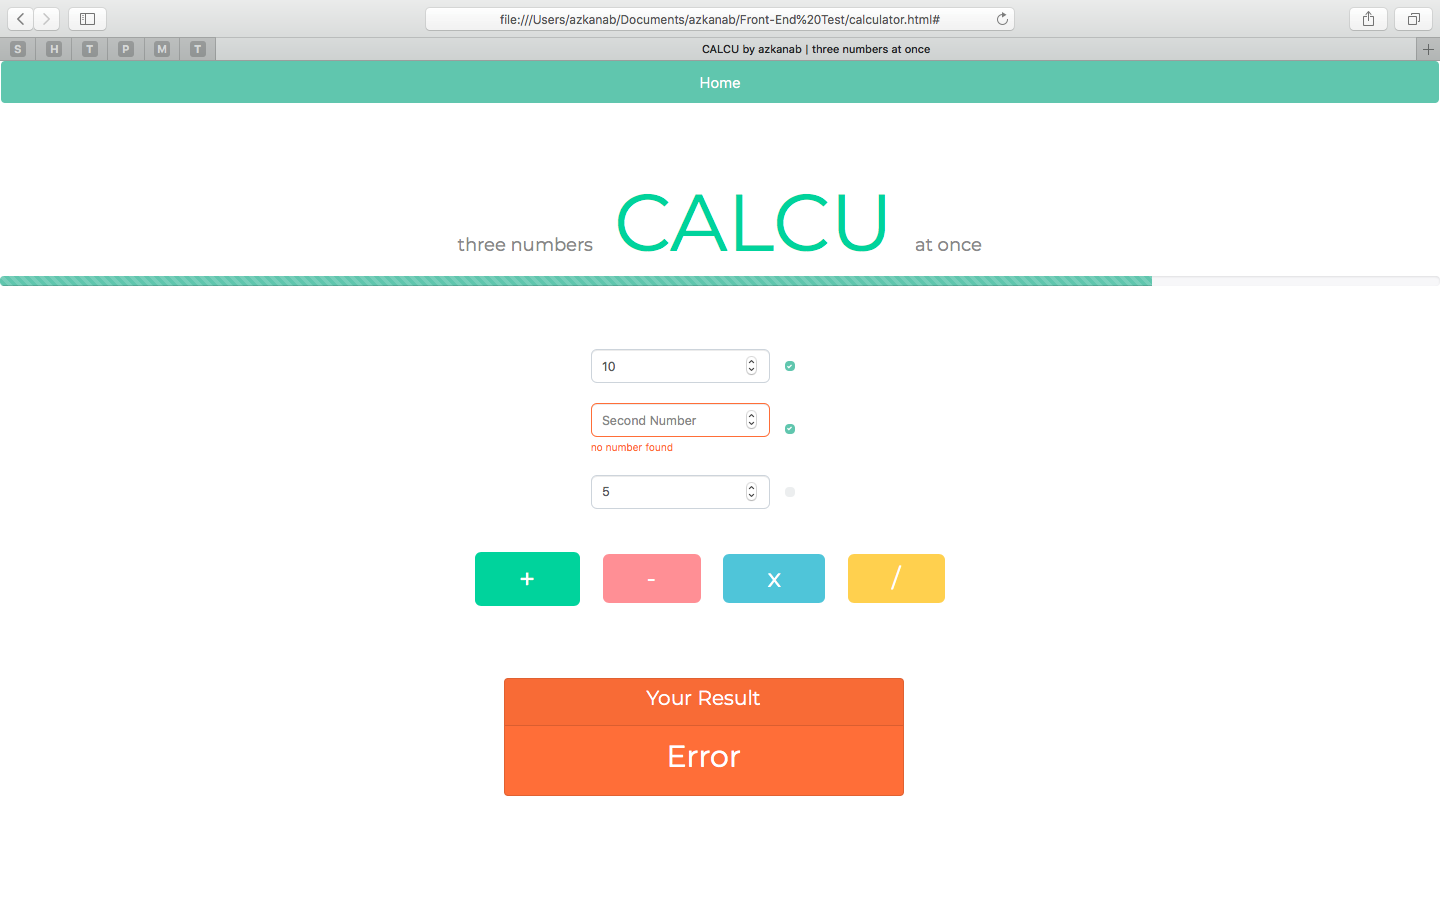 file:///Users/azkanab/Documents/azkanab/Front-End%20Test/calculator.html#
S H T P M T CALCU by azkanab | three numbers at once
Home
three numbers CALCU at once
10
Second Number
no number found
5
+ - x /
Your Result
Error